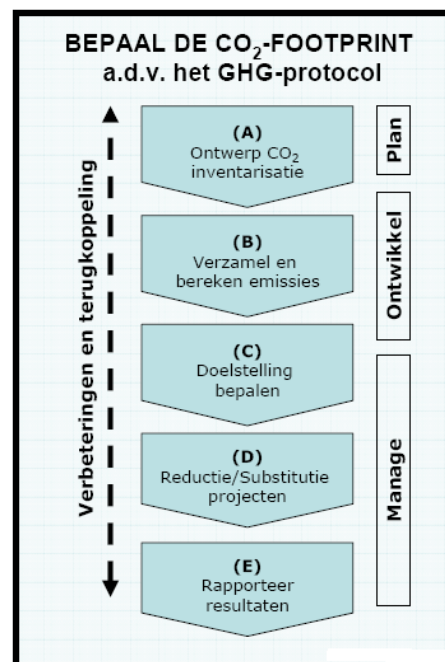 BEPAAL DE CO₂-FOOTPRINT
a.d.v. het GHG-protocol
Verbeteringen en terugkoppeling
(A)
Ontwerp CO₂
inventarisatie
Plan
(B)
Verzamel en
bereken emissies
Ontwikkel
(C)
Doelstelling
bepalen
(D)
Reductie/Substitutie
projecten
Manage
(E)
Rapporteer
resultaten